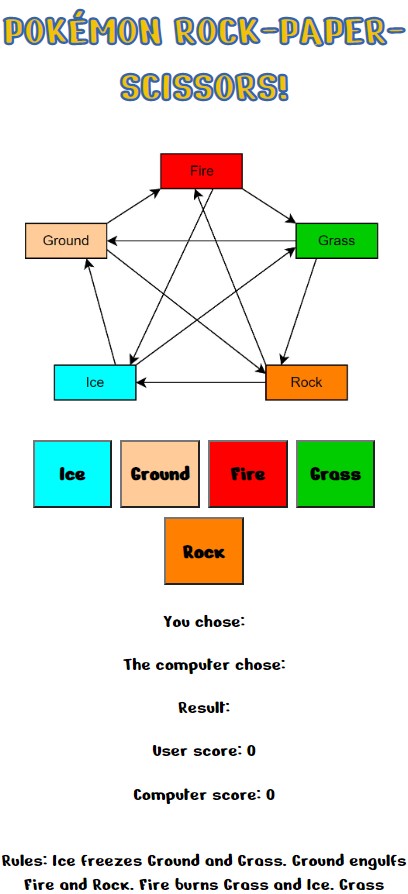 POKÉMON ROCK-PAPER-
SCISSORS!
Fire
Ground
Grass
Ice
Rock
Ice
Ground
Fire
Grass
Rock
You chose:
The computer chose:
Result:
User score: 0
Computer score: 0
Rules: Ice freezes Ground and Grass. Ground engulfs
Fire and Rock. Fire burns Grass and Ice. Grass